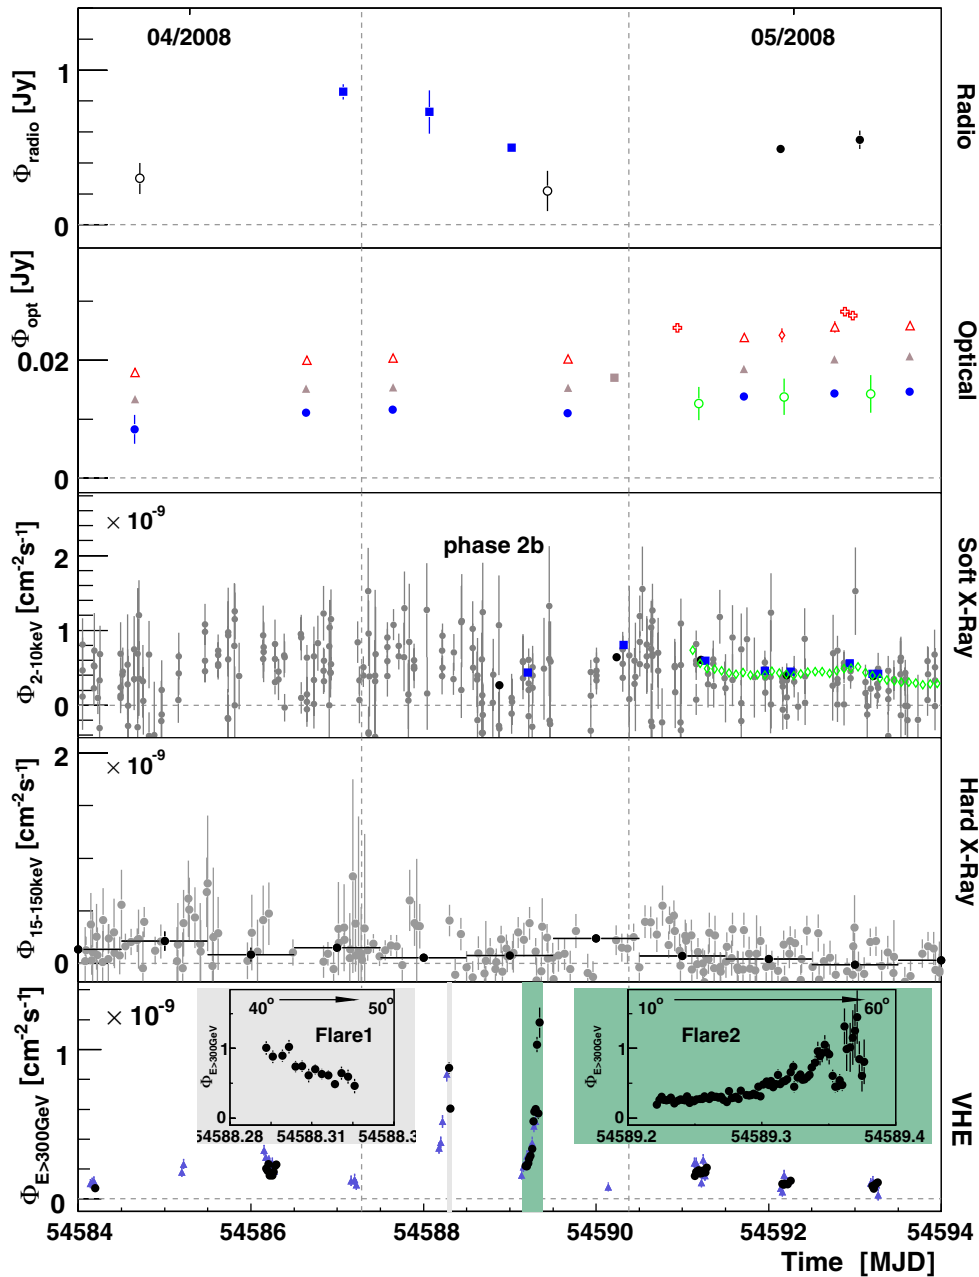 04/2008
05/2008
1
0
Φradio [Jy]
Radio
0.02
0
Φopt [Jy]
Optical
× 10-9
phase 2b
2
1
0
Φ2-10keV [cm-2s-1]
Soft X-Ray
2
× 10-9
0
Φ15-150keV [cm-2s-1]
Hard X-Ray
× 10-9
1
0
ΦE>300GeV [cm-2s-1]
VHE
40° 50°
Flare1
ΦE>300GeV
1
0
54588.28 54588.31 54588.3
10° 60°
Flare2
ΦE>300GeV
1
0
54589.2 54589.3 54589.4
54584 54586 54588 54590 54592 54594
Time [MJD]